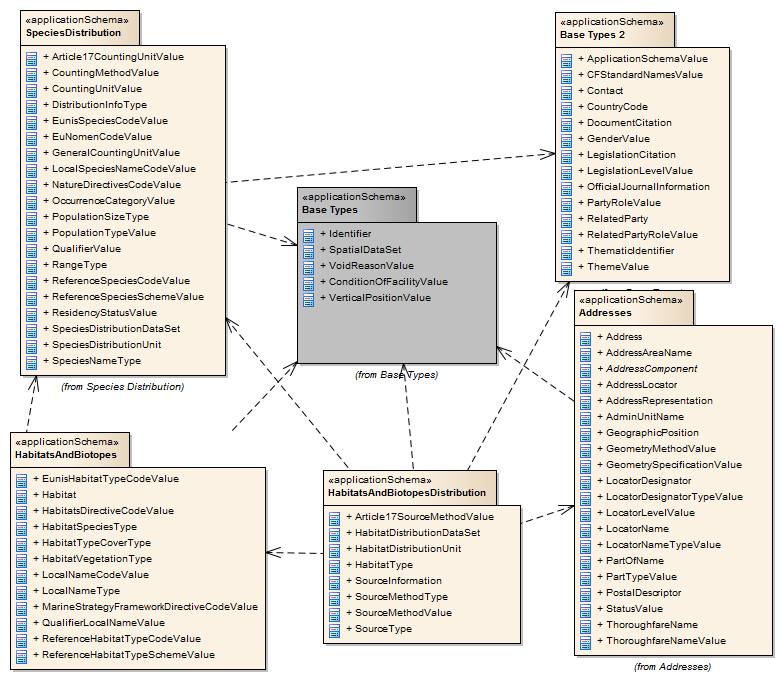 «applicationSchema»
SpeciesDistribution
+ Article17CountingUnitValue
+ CountingMethodValue
+ CountingUnitValue
+ DistributionInfoType
+ EunisSpeciesCodeValue
+ EuNomenCodeValue
+ GeneralCountingUnitValue
+ LocalSpeciesNameCodeValue
+ NatureDirectivesCodeValue
+ OccurrenceCategoryValue
+ PopulationSizeType
+ PopulationTypeValue
+ QualifierValue
+ RangeType
+ ReferenceSpeciesCodeValue
+ ReferenceSpeciesSchemeValue
+ ResidencyStatusValue
+ SpeciesDistributionDataSet
+ SpeciesDistributionUnit
+ SpeciesNameType
(from Species Distribution)
«applicationSchema»
Base Types 2
+ ApplicationSchemaValue
+ CFStandardNamesValue
+ Contact
+ CountryCode
+ DocumentCitation
+ GenderValue
+ LegislationCitation
+ LegislationLevelValue
+ OfficialJournalInformation
+ PartyRoleValue
+ RelatedParty
+ RelatedPartyRoleValue
+ ThematicIdentifier
+ ThemeValue
«applicationSchema»
Base Types
+ Identifier
+ SpatialDataSet
+ VoidReasonValue
+ ConditionOfFacilityValue
+ VerticalPositionValue
(from Base Types)
«applicationSchema»
Addresses
+ Address
+ AddressAreaName
+ AddressComponent
+ AddressLocator
+ AddressRepresentation
+ AdminUnitName
+ GeographicPosition
+ GeometryMethodValue
+ GeometrySpecificationValue
+ LocatorDesignator
+ LocatorDesignatorTypeValue
+ LocatorLevelValue
+ LocatorName
+ LocatorNameTypeValue
+ PartOfName
+ PartTypeValue
+ PostalDescriptor
+ StatusValue
+ ThoroughfareName
+ ThoroughfareNameValue
(from Addresses)
«applicationSchema»
HabitatsAndBiotopes
+ EunisHabitatTypeCodeValue
+ Habitat
+ HabitatsDirectiveCodeValue
+ HabitatSpeciesType
+ HabitatTypeCoverType
+ HabitatVegetationType
+ LocalNameCodeValue
+ LocalNameType
+ MarineStrategyFrameworkDirectiveCodeValue
+ QualifierLocalNameValue
+ ReferenceHabitatTypeCodeValue
+ ReferenceHabitatTypeSchemeValue
«applicationSchema»
HabitatsAndBiotopesDistribution
+ Article17SourceMethodValue
+ HabitatDistributionDataSet
+ HabitatDistributionUnit
+ HabitatType
+ SourceInformation
+ SourceMethodType
+ SourceMethodValue
+ SourceType